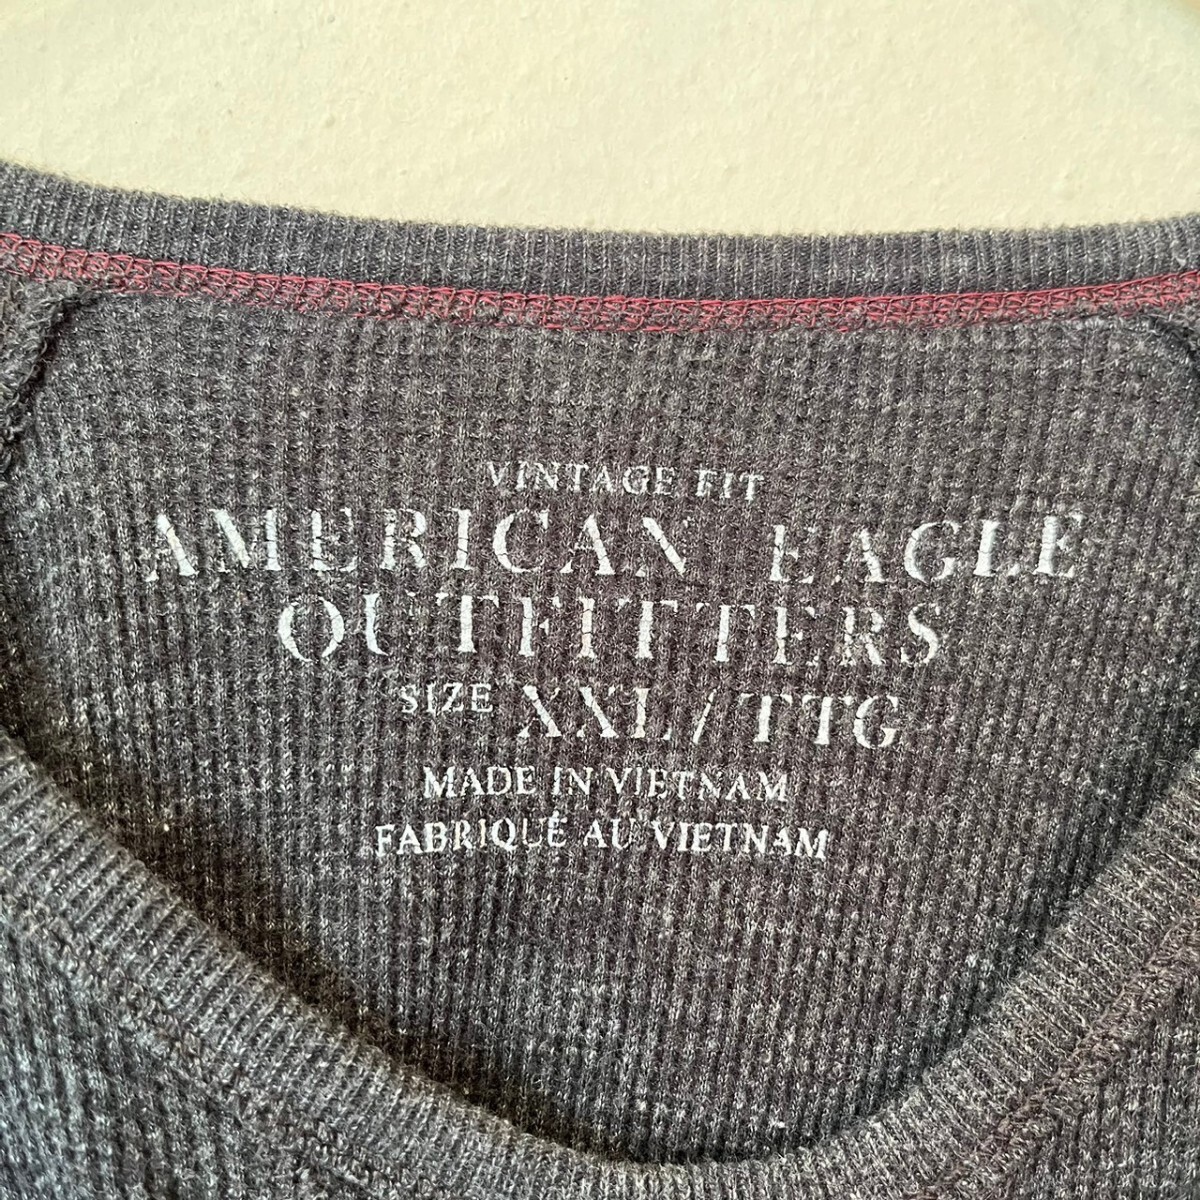 VINTAGE FIT
AMERICAN EAGLE
OUTFITTERS
SIZE XXL / TTG
MADE IN VIETNAM
FABRIQUÉ AU VIETNAM